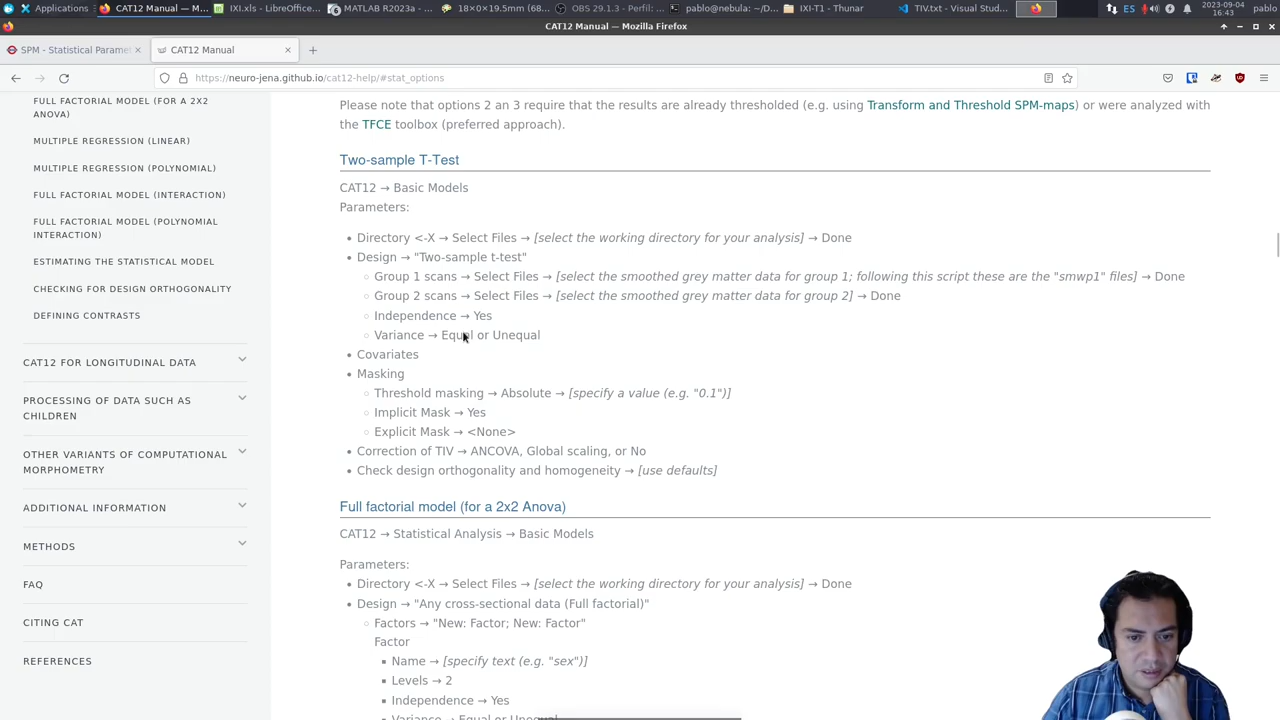 Applications
CAT12 Manual — M...
IXI.xls - LibreOffice...
MATLAB R2023a - ...
18×0×19.5mm (68...
OBS 29.1.3 - Perfil: ...
pablo@nebula: ~/D...
IXI-T1 - Thunar
TIV.txt - Visual Stud...
ES
2023-09-04
16:43
pablo
CAT12 Manual — Mozilla Firefox
SPM - Statistical Parame
CAT12 Manual
https://neuro-jena.github.io/cat12-help/#stat_options
FULL FACTORIAL MODEL (FOR A 2X2
ANOVA)
MULTIPLE REGRESSION (LINEAR)
MULTIPLE REGRESSION (POLYNOMIAL)
FULL FACTORIAL MODEL (INTERACTION)
FULL FACTORIAL MODEL (POLYNOMIAL
INTERACTION)
ESTIMATING THE STATISTICAL MODEL
CHECKING FOR DESIGN ORTHOGONALITY
DEFINING CONTRASTS
CAT12 FOR LONGITUDINAL DATA
PROCESSING OF DATA SUCH AS
CHILDREN
OTHER VARIANTS OF COMPUTATIONAL
MORPHOMETRY
ADDITIONAL INFORMATION
METHODS
FAQ
CITING CAT
REFERENCES
Please note that options 2 an 3 require that the results are already thresholded (e.g. using Transform and Threshold SPM-maps) or were analyzed with
the TFCE toolbox (preferred approach).
Two-sample T-Test
CAT12 → Basic Models
Parameters:
• Directory <-X → Select Files → [select the working directory for your analysis] → Done
• Design → "Two-sample t-test"
◦ Group 1 scans → Select Files → [select the smoothed grey matter data for group 1; following this script these are the "smwp1" files] → Done
◦ Group 2 scans → Select Files → [select the smoothed grey matter data for group 2] → Done
◦ Independence → Yes
◦ Variance → Equal or Unequal
• Covariates
• Masking
◦ Threshold masking → Absolute → [specify a value (e.g. "0.1")]
◦ Implicit Mask → Yes
◦ Explicit Mask → <None>
• Correction of TIV → ANCOVA, Global scaling, or No
• Check design orthogonality and homogeneity → [use defaults]
Full factorial model (for a 2x2 Anova)
CAT12 → Statistical Analysis → Basic Models
Parameters:
• Directory <-X → Select Files → [select the working directory for your analysis] → Done
• Design → "Any cross-sectional data (Full factorial)"
◦ Factors → "New: Factor; New: Factor"
Factor
▪ Name → [specify text (e.g. "sex")]
▪ Levels → 2
▪ Independence → Yes
▪ Variance → Equal or Unequal